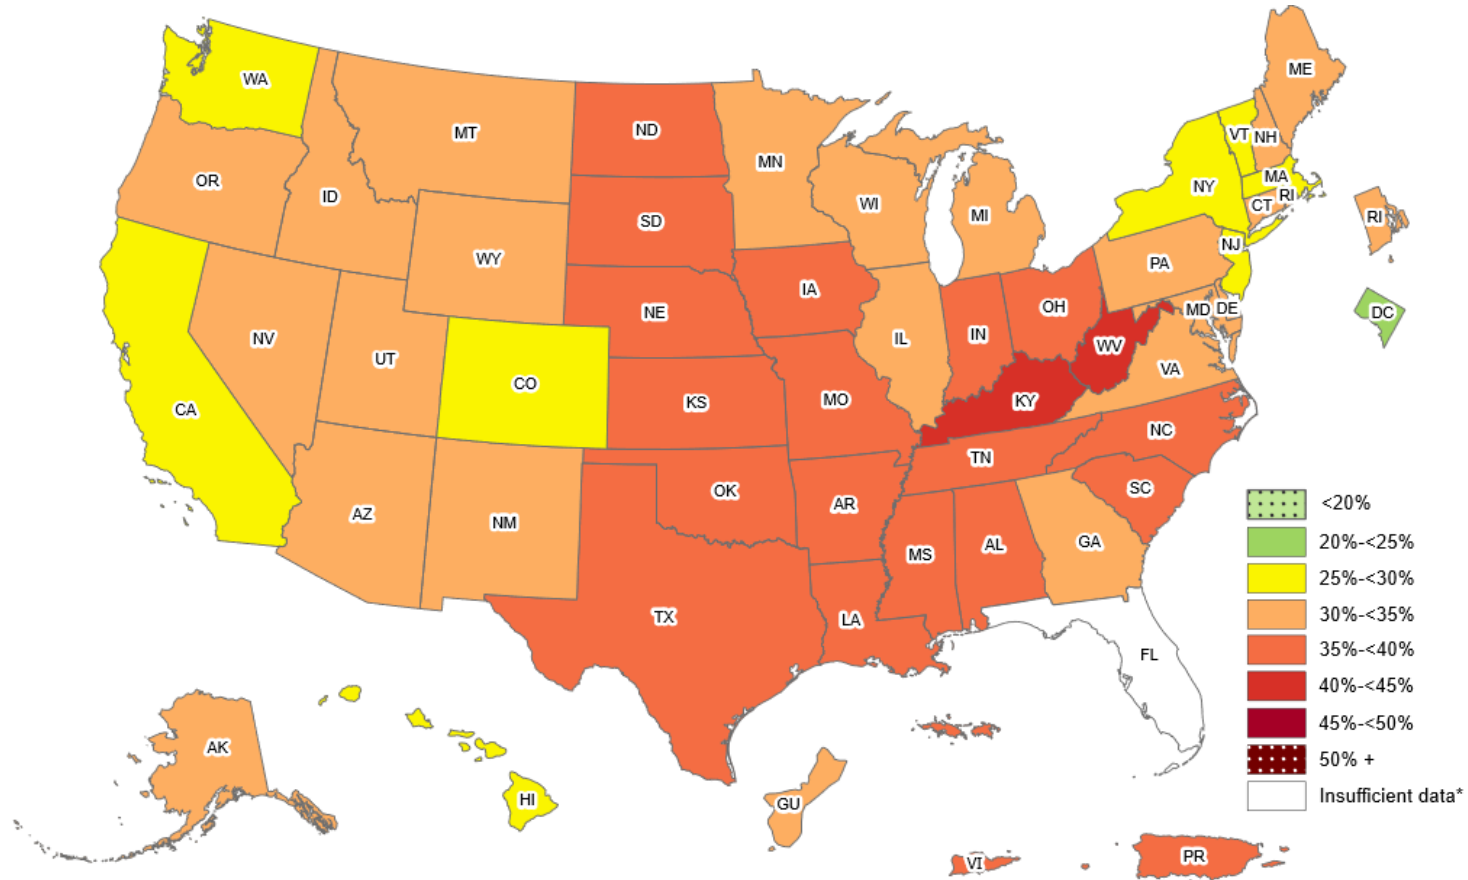 ME
WA
MT
ND
VT
NH
MN
OR
ID
MA
NY
RI
WI
CT
MI
RI
SD
NJ
WY
PA
IA
OH
MD
DE
DC
NE
NV
IN
IL
WV
UT
VA
CO
CA
KY
KS
MO
NC
TN
OK
SC
AR
<20%
AZ
NM
20%-<25%
GA
AL
MS
25%-<30%
30%-<35%
TX
LA
35%-<40%
FL
40%-<45%
45%-<50%
AK
50% +
Insufficient data*
HI
GU
PR
VI